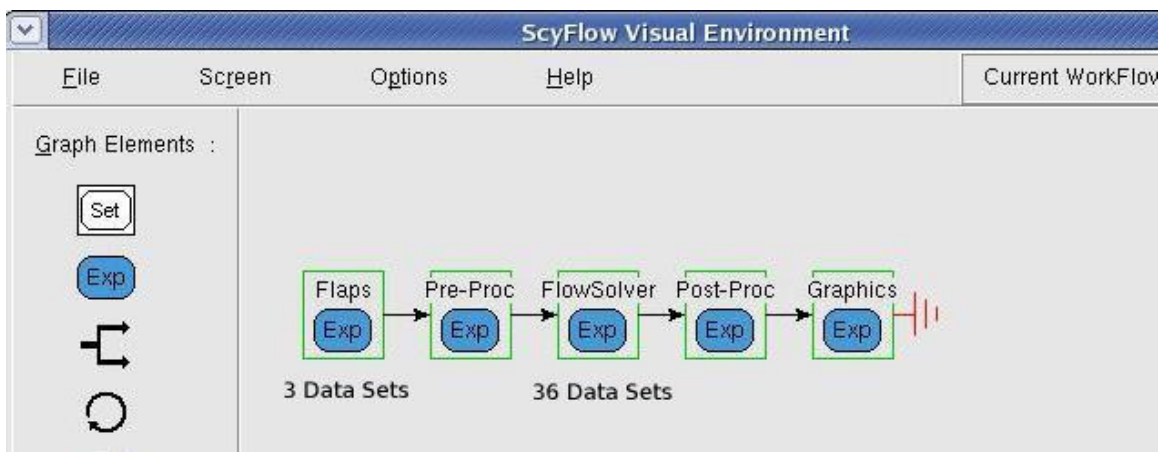 ScyFlow Visual Environment
File Screen Options Help Current WorkFlow
Graph Elements :
Set
Exp
Flaps Pre-Proc FlowSolver Post-Proc Graphics
Exp Exp Exp Exp Exp
3 Data Sets 36 Data Sets